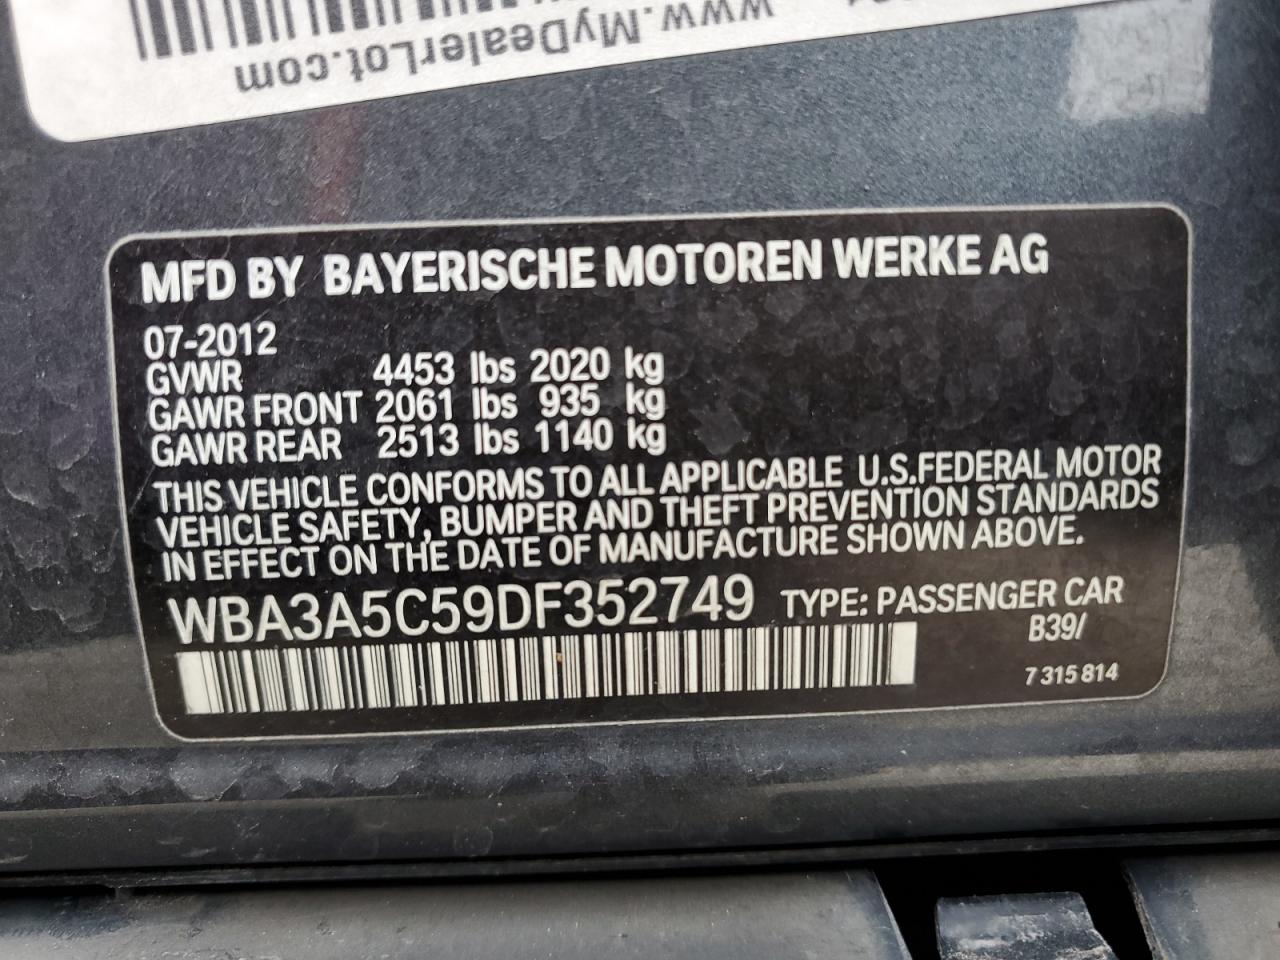 www.MyDealerLot.com
MFD BY BAYERISCHE MOTOREN WERKE AG
07-2012
GVWR 4453 lbs 2020 kg
GAWR FRONT 2061 lbs 935 kg
GAWR REAR 2513 lbs 1140 kg
THIS VEHICLE CONFORMS TO ALL APPLICABLE U.S.FEDERAL MOTOR
VEHICLE SAFETY, BUMPER AND THEFT PREVENTION STANDARDS
IN EFFECT ON THE DATE OF MANUFACTURE SHOWN ABOVE.
WBA3A5C59DF352749 TYPE: PASSENGER CAR
B39/
7 315 814